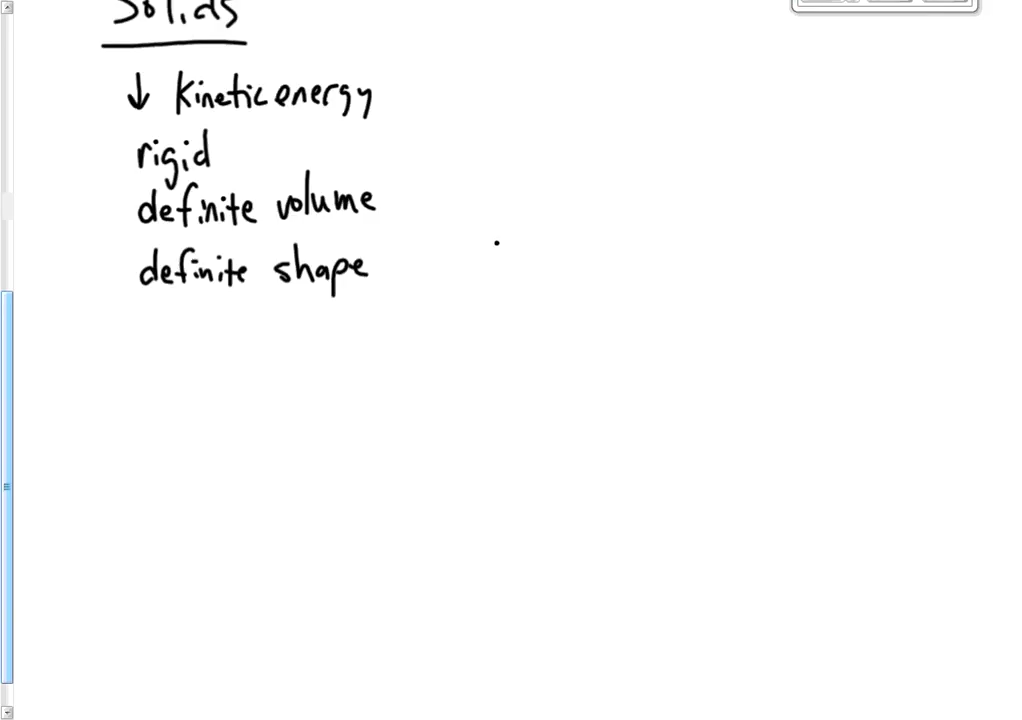 Solids
↓ Kinetic energy
rigid
definite volume
definite shape